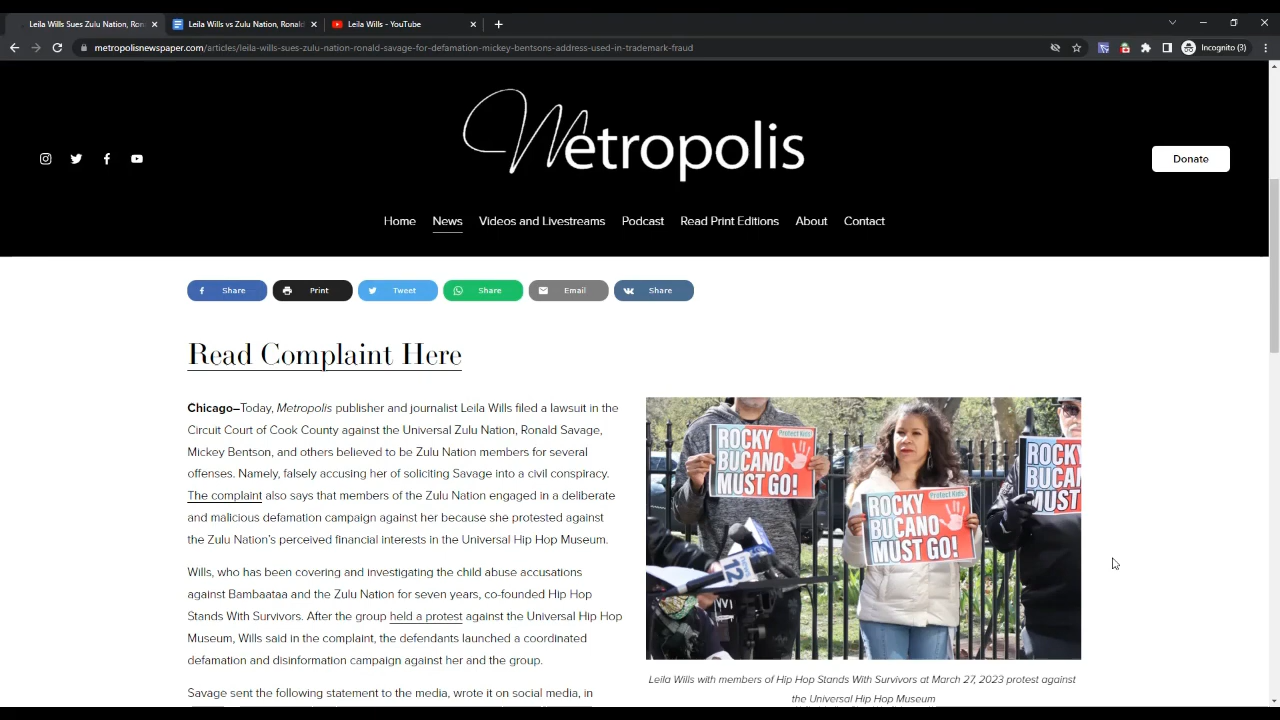 Leila Wills Sues Zulu Nation, Ron
Leila Wills vs Zulu Nation, Ronald
Leila Wills - YouTube
metropolisnewspaper.com/articles/leila-wills-sues-zulu-nation-ronald-savage-for-defamation-mickey-bentsons-address-used-in-trademark-fraud
Incognito (3)
Metropolis
Donate
Home News Videos and Livestreams Podcast Read Print Editions About Contact
Share Print Tweet Share Email Share
Read Complaint Here
Chicago–Today, Metropolis publisher and journalist Leila Wills filed a lawsuit in the
Circuit Court of Cook County against the Universal Zulu Nation, Ronald Savage,
Mickey Bentson, and others believed to be Zulu Nation members for several
offenses. Namely, falsely accusing her of soliciting Savage into a civil conspiracy.
The complaint also says that members of the Zulu Nation engaged in a deliberate
and malicious defamation campaign against her because she protested against
the Zulu Nation's perceived financial interests in the Universal Hip Hop Museum.
Wills, who has been covering and investigating the child abuse accusations
against Bambaataa and the Zulu Nation for seven years, co-founded Hip Hop
Stands With Survivors. After the group held a protest against the Universal Hip Hop
Museum, Wills said in the complaint, the defendants launched a coordinated
defamation and disinformation campaign against her and the group.
Savage sent the following statement to the media, wrote it on social media, in
ROCKY
BUCANO
MUST GO!
Protect Kids!
ROCKY
BUCANO
MUST GO!
Protect Kids!
ROCKY
BUCA
MUST
12
Leila Wills with members of Hip Hop Stands With Survivors at March 27, 2023 protest against
the Universal Hip Hop Museum